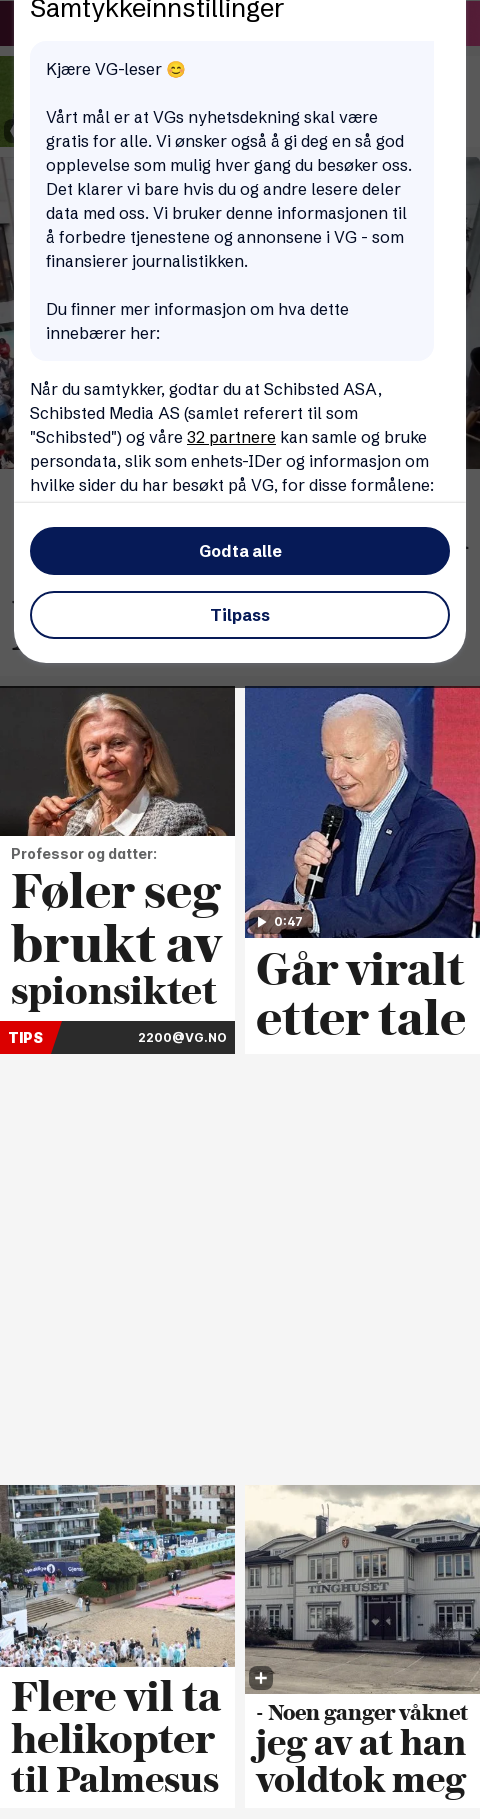 Samtykkeinnstillinger
Kjære VG-leser 😊
Vårt mål er at VGs nyhetsdekning skal være
gratis for alle. Vi ønsker også å gi deg en så god
opplevelse som mulig hver gang du besøker oss.
Det klarer vi bare hvis du og andre lesere deler
data med oss. Vi bruker denne informasjonen til
å forbedre tjenestene og annonsene i VG - som
finansierer journalistikken.
Du finner mer informasjon om hva dette
innebærer her:
Når du samtykker, godtar du at Schibsted ASA,
Schibsted Media AS (samlet referert til som
"Schibsted") og våre 32 partnere kan samle og bruke
persondata, slik som enhets-IDer og informasjon om
hvilke sider du har besøkt på VG, for disse formålene:
Godta alle
Tilpass
Professor og datter:
Føler seg
brukt av
spionsiktet
TIPS 2200@VG.NO
0:47
Går viralt
etter tale
Flere vil ta
helikopter
til Palmesus
TINGHUSET
- Noen ganger våknet
jeg av at han
voldtok meg